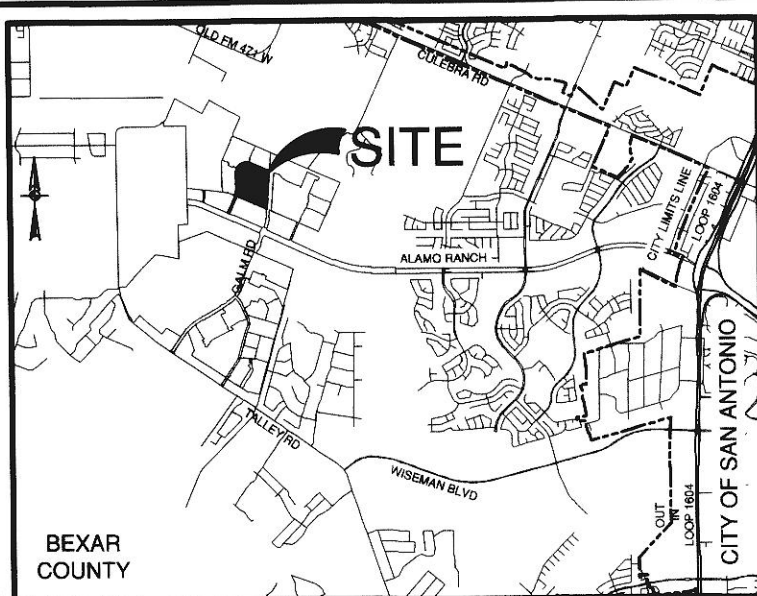 OLD FM 471 W
CULEBRA RD
SITE
CITY LIMITS LINE
LOOP 1604
ALAMO RANCH
GALM RD
CITY OF SAN ANTONIO
TALLEY RD
WISEMAN BLVD
OUT
IN
LOOP 1604
BEXAR
COUNTY